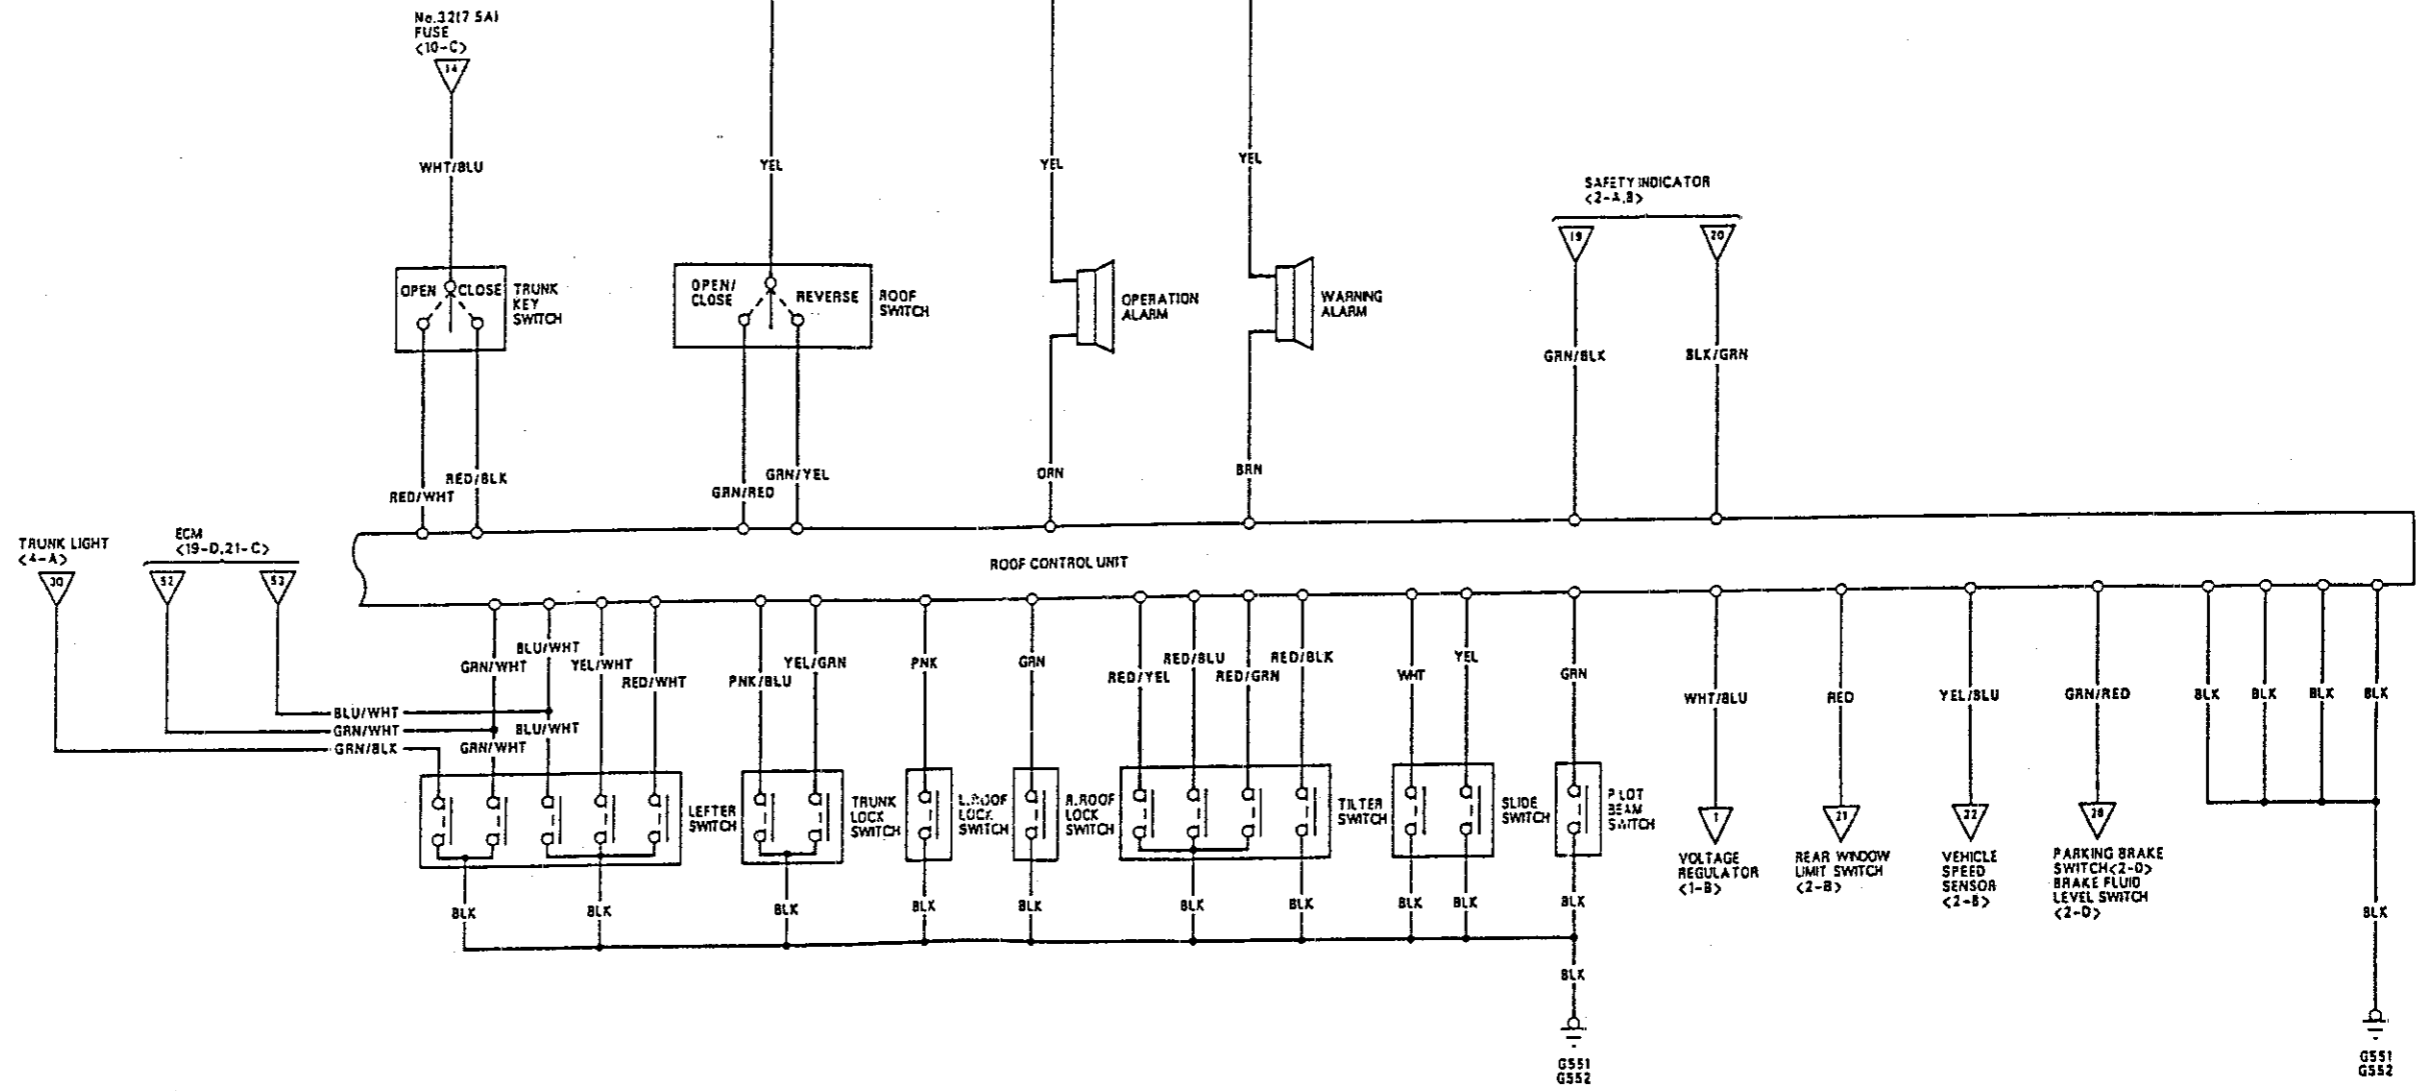 No.32(7.5A)
FUSE
<10-C>
14
WHT/BLU
YEL
YEL
YEL
SAFETY INDICATOR
<2-A,B>
19
20
OPEN
CLOSE
TRUNK
KEY
SWITCH
OPEN/
CLOSE
REVERSE
ROOF
SWITCH
OPERATION
ALARM
WARNING
ALARM
GRN/BLK
BLK/GRN
RED/WHT
RED/BLK
GRN/RED
GRN/YEL
ORN
BRN
TRUNK LIGHT
<4-A>
30
ECM
<19-D,21-C>
52
53
ROOF CONTROL UNIT
GRN/WHT
BLU/WHT
YEL/WHT
RED/WHT
PNK/BLU
YEL/GRN
PNK
GRN
RED/YEL
RED/BLU
RED/GRN
RED/BLK
WHT
YEL
GRN
WHT/BLU
RED
YEL/BLU
GRN/RED
BLK
BLK
BLK
BLK
BLU/WHT
GRN/WHT
GRN/BLK
BLU/WHT
GRN/WHT
LEFTER
SWITCH
TRUNK
LOCK
SWITCH
L.ROOF
LOCK
SWITCH
R.ROOF
LOCK
SWITCH
TILTER
SWITCH
SLIDE
SWITCH
PILOT
BEAM
SWITCH
1
VOLTAGE
REGULATOR
<1-B>
21
REAR WINDOW
LIMIT SWITCH
<2-B>
22
VEHICLE
SPEED
SENSOR
<2-B>
28
PARKING BRAKE
SWITCH<2-D>
BRAKE FLUID
LEVEL SWITCH
<2-D>
BLK
BLK
BLK
BLK
BLK
BLK
BLK
BLK
BLK
BLK
BLK
BLK
G551
G552
G551
G552